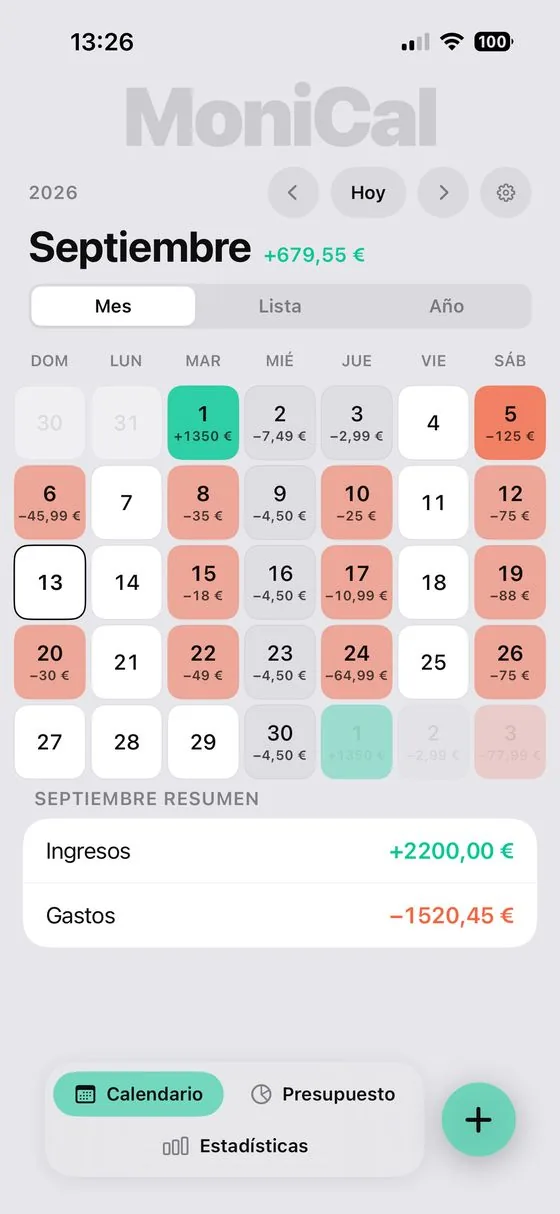 13:26
100
MoniCal
2026
Hoy
Septiembre +679,55 €
Mes Lista Año
DOM LUN MAR MIÉ JUE VIE SÁB
30 31 1 2 3 4 5
+1350 € −7,49 € −2,99 € −125 €
6 7 8 9 10 11 12
−45,99 € −35 € −4,50 € −25 € −75 €
13 14 15 16 17 18 19
−18 € −4,50 € −10,99 € −88 €
20 21 22 23 24 25 26
−30 € −49 € −4,50 € −64,99 € −75 €
27 28 29 30 1 2 3
−4,50 € +1350 € −2,99 € −77,99 €
SEPTIEMBRE RESUMEN
Ingresos +2200,00 €
Gastos −1520,45 €
Calendario Presupuesto
Estadísticas